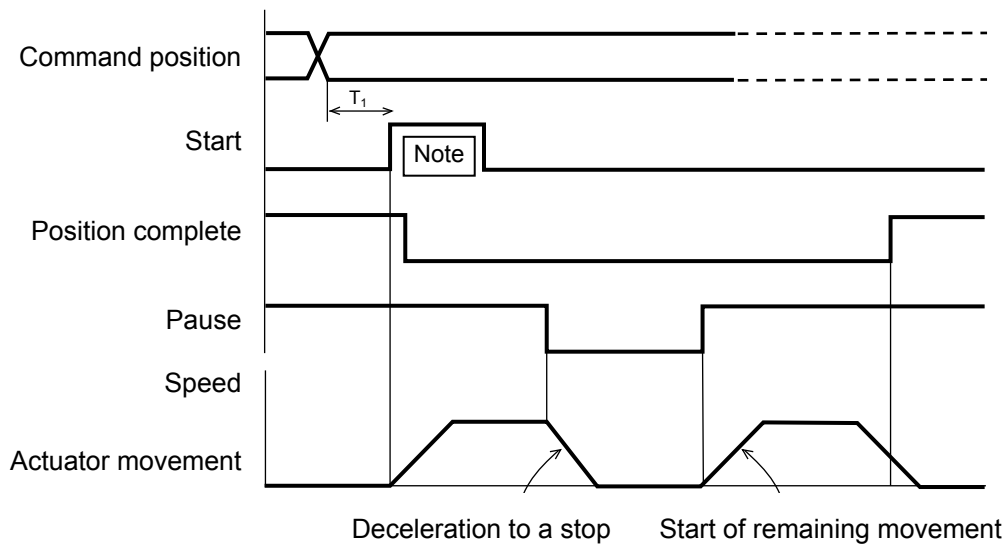 Command position
T₁
Start
Note
Position complete
Pause
Speed
Actuator movement
Deceleration to a stop
Start of remaining movement